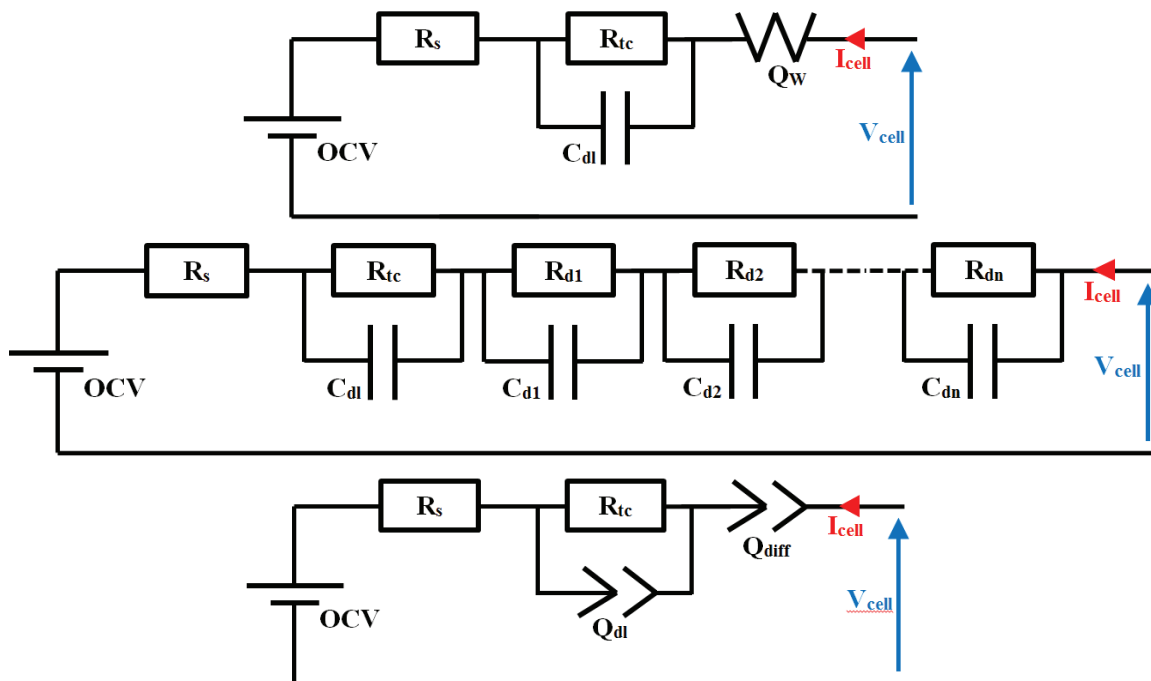 Rs
Rtc
QW
Icell
Vcell
Cdl
OCV
Rs
Rtc
Rd1
Rd2
Rdn
Icell
Vcell
Cdl
Cd1
Cd2
Cdn
OCV
Rs
Rtc
Qdiff
Icell
Vcell
Qdl
OCV